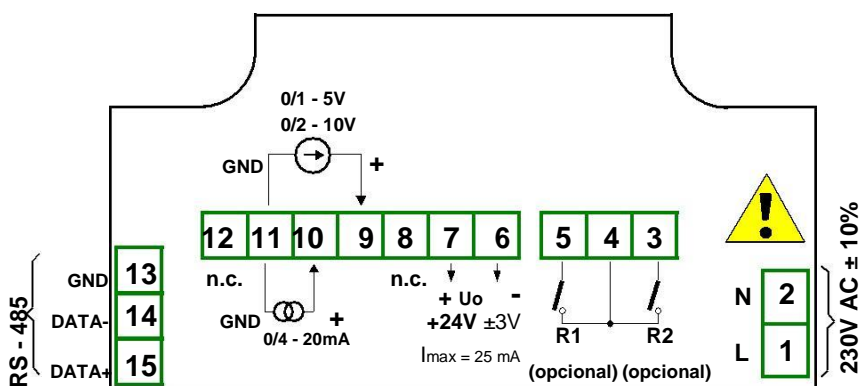 0/1 - 5V
0/2 - 10V
GND
+
12 11 10 9 8 7 6
5 4 3
n.c.
n.c.
GND
+
0/4 - 20mA
+ Uo -
+24V ±3V
Imax = 25 mA
R1
R2
(opcional) (opcional)
!
RS - 485
GND 13
DATA- 14
DATA+ 15
N 2
L 1
230V AC ± 10%